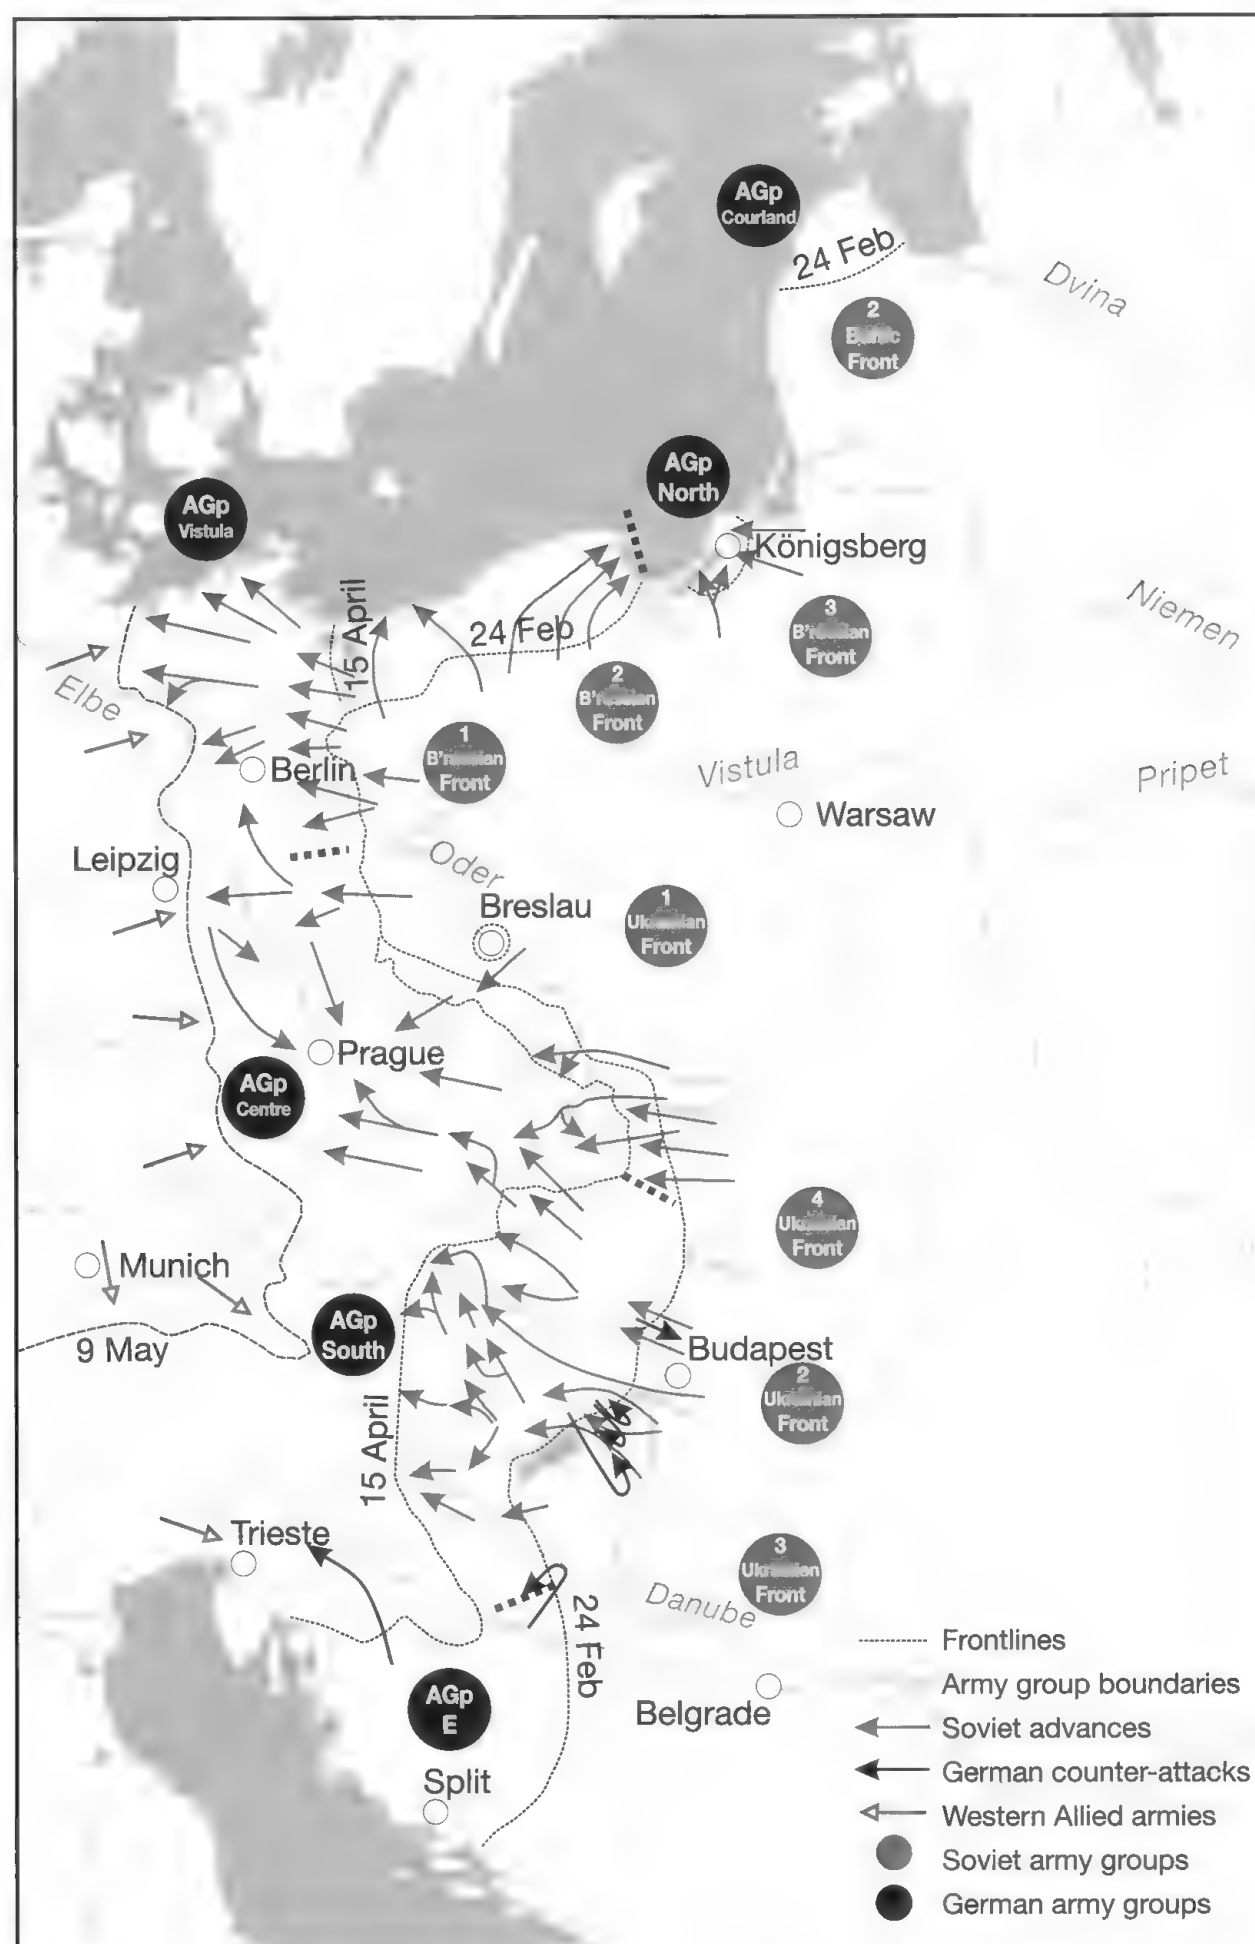 AGp
Courland
24 Feb
Dvina
2
Front
AGp
North
AGp
Vistula
Königsberg
Niemen
15 April
24 Feb
3
Front
2
Front
Elbe
1
Front
Berlin
Vistula
Pripet
Warsaw
Leipzig
Oder
Breslau
1
Front
Prague
AGp
Centre
4
Front
Munich
AGp
South
9 May
Budapest
2
Front
15 April
Trieste
3
Front
Danube
24 Feb
Frontlines
Army group boundaries
AGp
E
Belgrade
Soviet advances
German counter-attacks
Split
Western Allied armies
Soviet army groups
German army groups